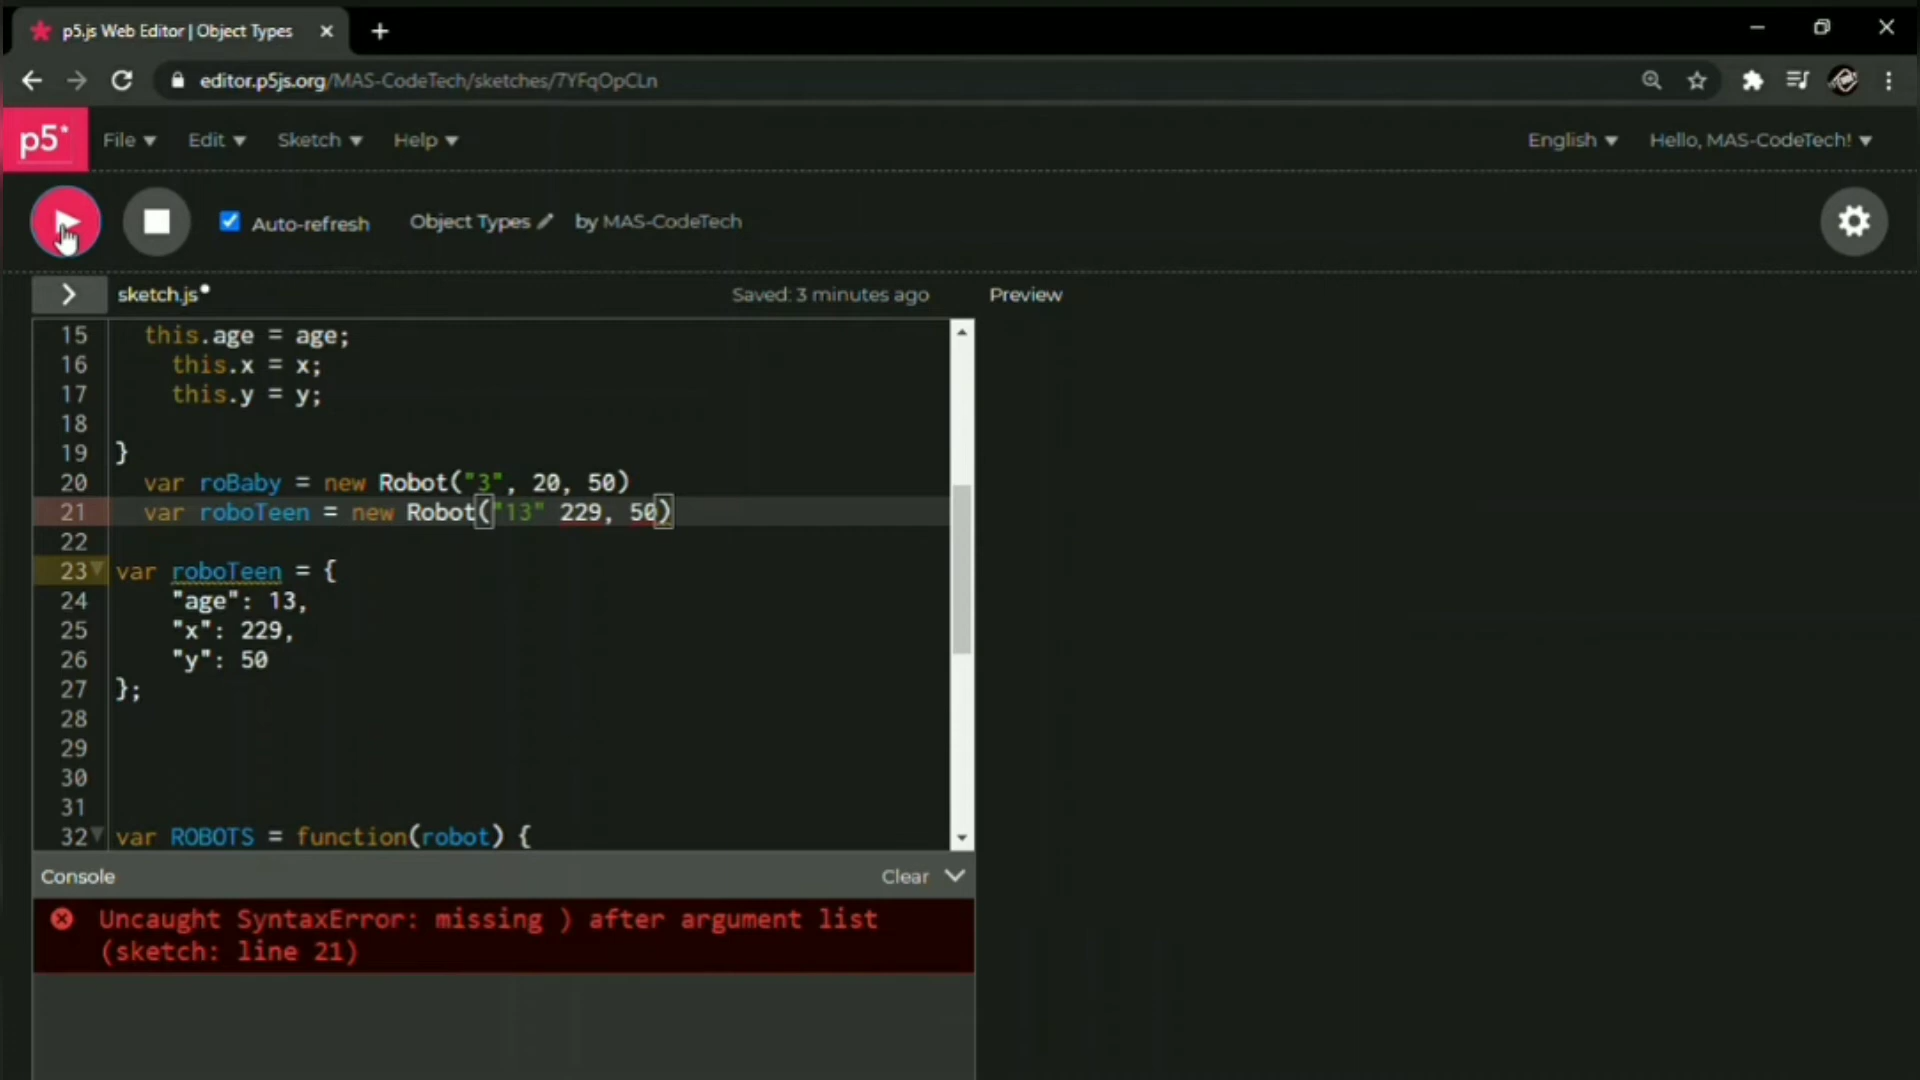 p5.js Web Editor | Object Types
editor.p5js.org/MAS-CodeTech/sketches/7YFqOpCLn
p5* File Edit Sketch Help English Hello, MAS-CodeTech!
Auto-refresh Object Types by MAS-CodeTech
sketch.js Saved: 3 minutes ago Preview
15 this.age = age;
16 this.x = x;
17 this.y = y;
18
19 }
20 var roBaby = new Robot("3", 20, 50)
21 var roboTeen = new Robot("13" 229, 50)
22
23 var roboTeen = {
24 "age": 13,
25 "x": 229,
26 "y": 50
27 };
28
29
30
31
32 var ROBOTS = function(robot) {
Console Clear
Uncaught SyntaxError: missing ) after argument list
(sketch: line 21)